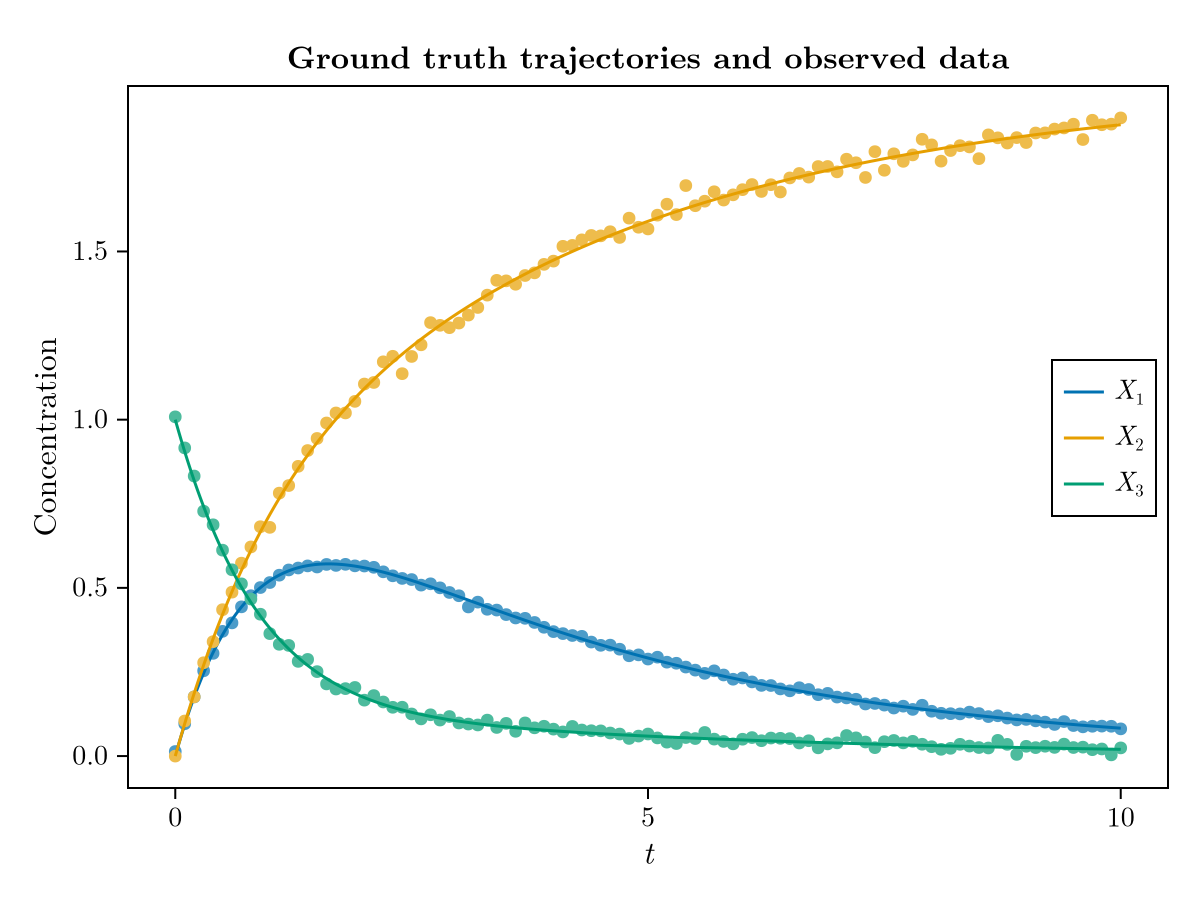 Ground truth trajectories and observed data
Concentration
1.5
1.0
0.5
0.0
0
5
10
t
X₁
X₂
X₃